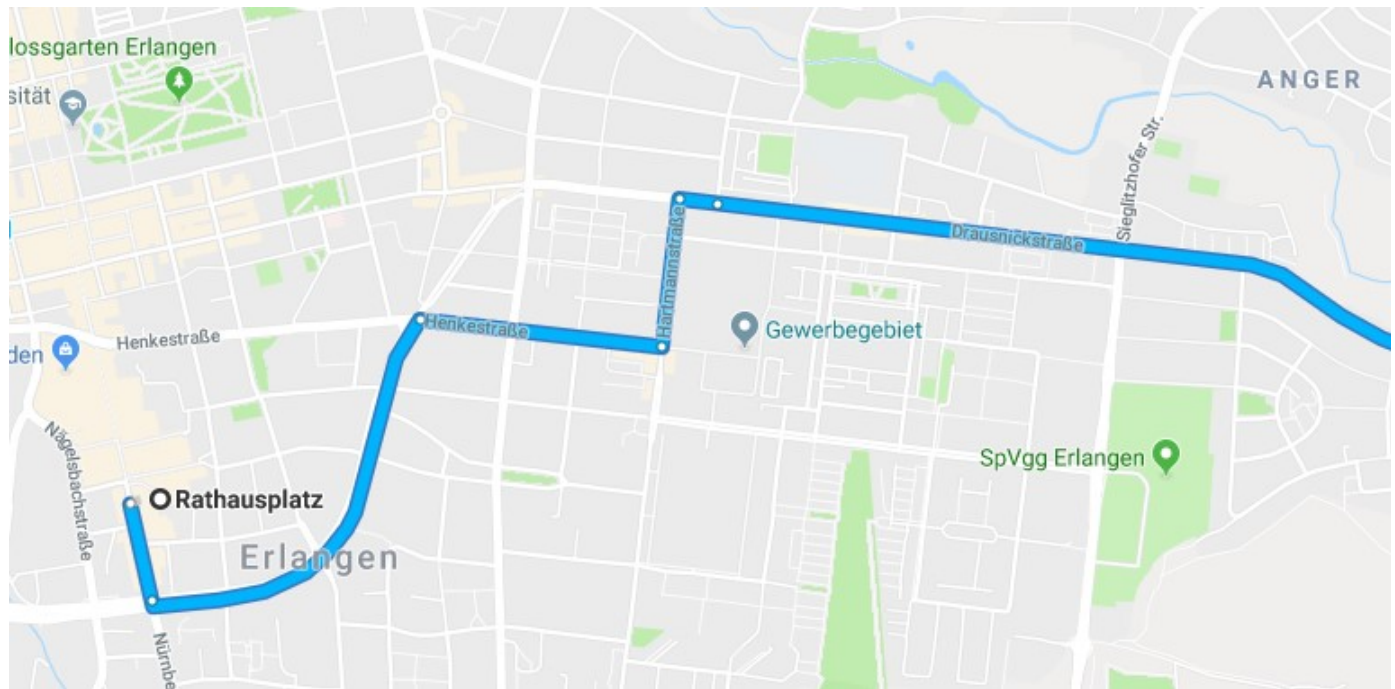 lossgarten Erlangen
sität
ANGER
Sieglitzhofer Str.
Drausnickstraße
Hartmannstraße
Henkestraße
Henkestraße
Gewerbegebiet
den
Nägelsbachstraße
SpVgg Erlangen
Rathausplatz
Erlangen
Nürnbe